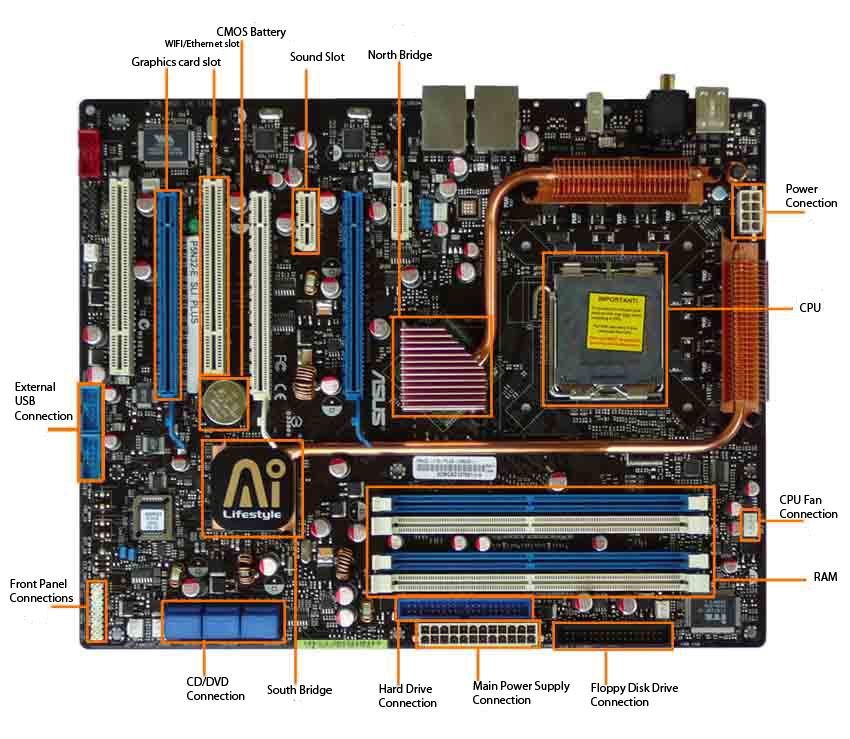 CMOS Battery
WIFI/Ethernet slot
Graphics card slot
Sound Slot
North Bridge
Power
Conection
CPU
IMPORTANT!
P5N32-E SLI PLUS
ASUS
External
USB
Connection
Ai
Lifestyle
CPU Fan
Connection
RAM
Front Panel
Connections
CD/DVD
Connection
South Bridge
Hard Drive
Connection
Main Power Supply
Connection
Floppy Disk Drive
Connection